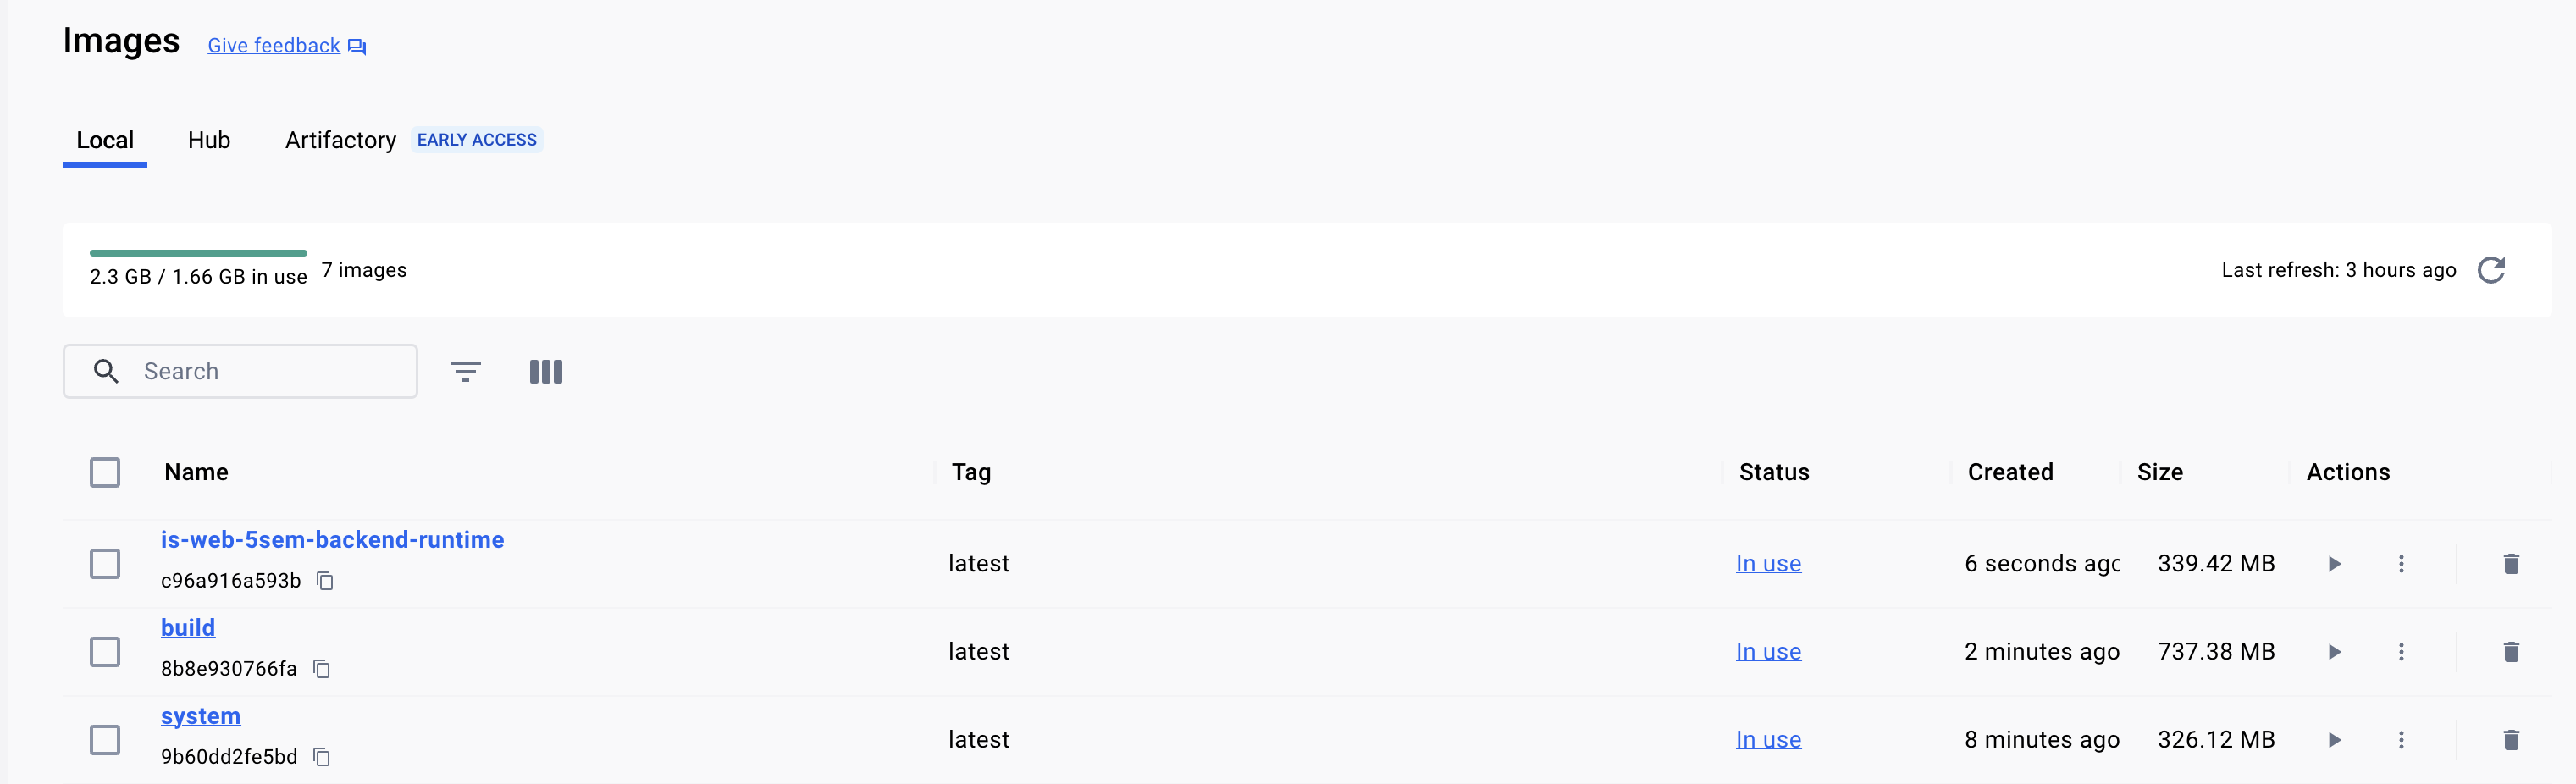 Images Give feedback
Local Hub Artifactory EARLY ACCESS
2.3 GB / 1.66 GB in use 7 images Last refresh: 3 hours ago
Search
Name Tag Status Created Size Actions
is-web-5sem-backend-runtime
c96a916a593b latest In use 6 seconds ago 339.42 MB
build
8b8e930766fa latest In use 2 minutes ago 737.38 MB
system
9b60dd2fe5bd latest In use 8 minutes ago 326.12 MB